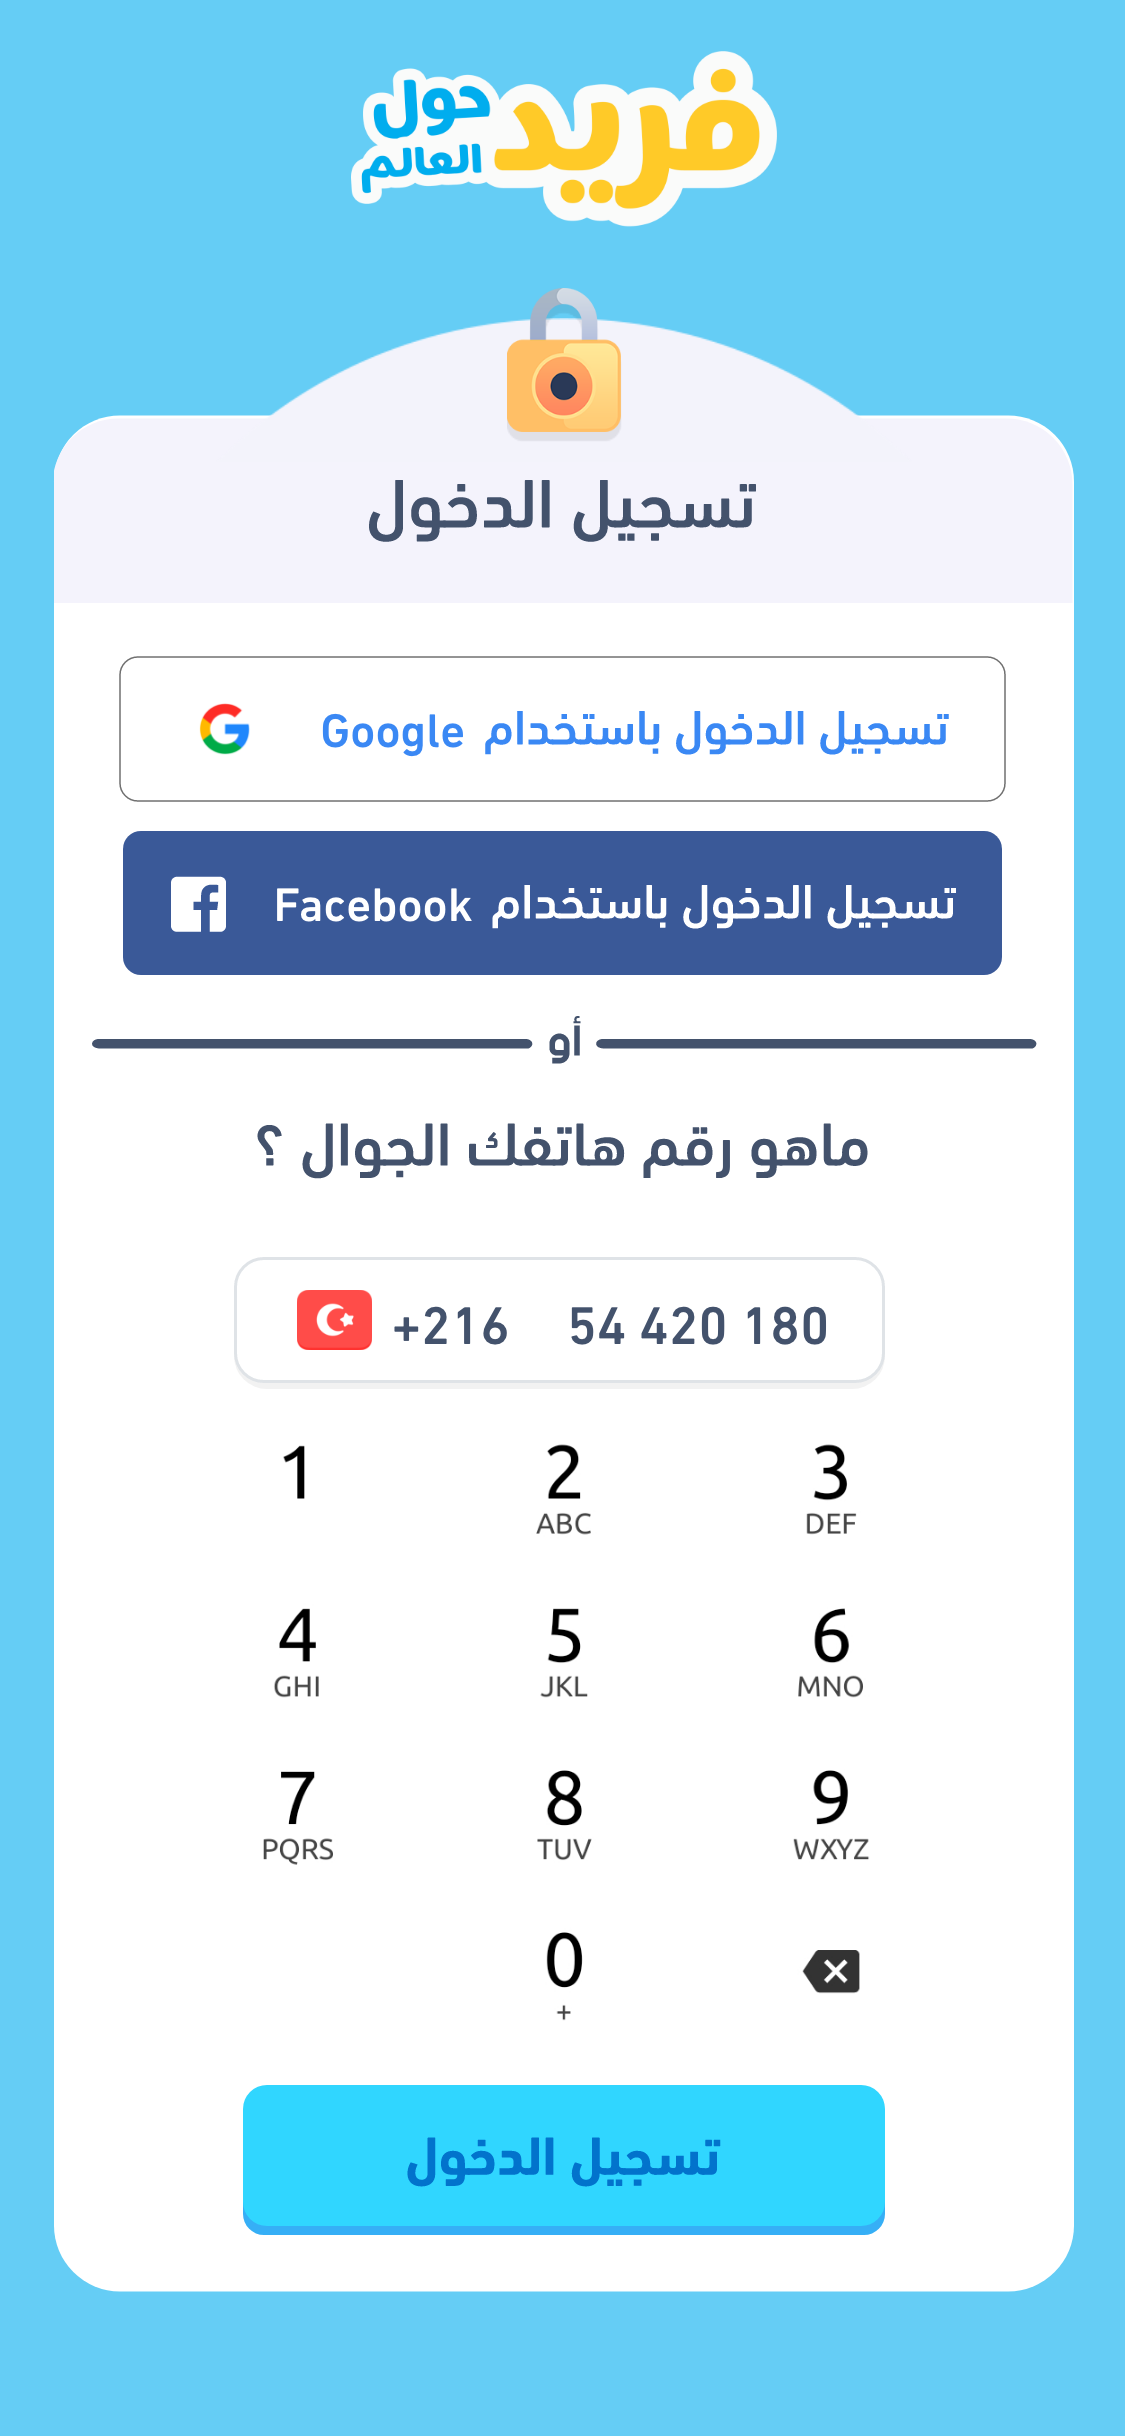 فريد حول
العالم
تسجيل الدخول
تسجيل الدخول باستخدام Google
تسجيل الدخول باستخدام Facebook
أو
ماهو رقم هاتفك الجوال ؟
+216 54 420 180
1 2 3
ABC DEF
4 5 6
GHI JKL MNO
7 8 9
PQRS TUV WXYZ
0
+
تسجيل الدخول